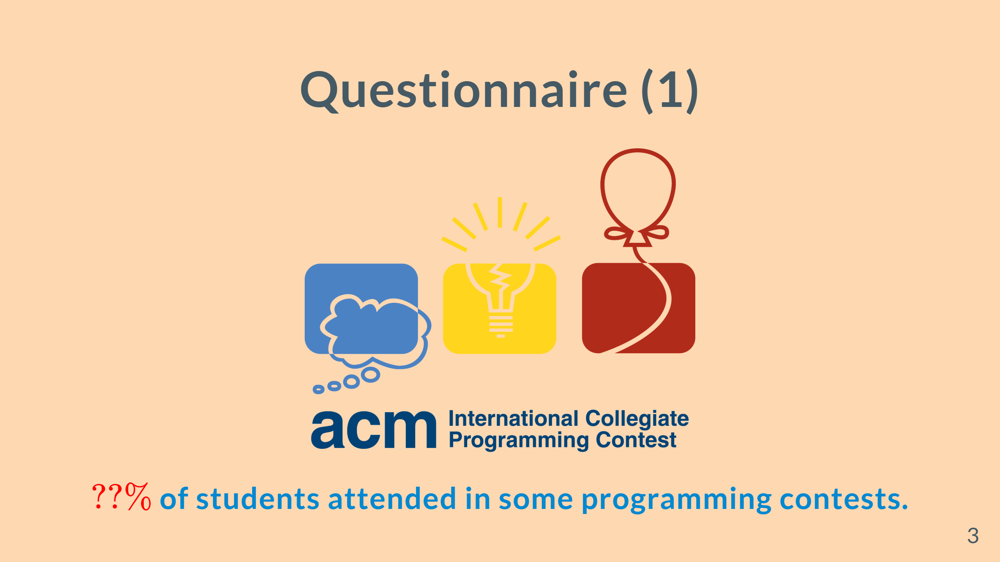 Questionnaire (1)
acm
International Collegiate
Programming Contest
??% of students attended in some programming contests.
3